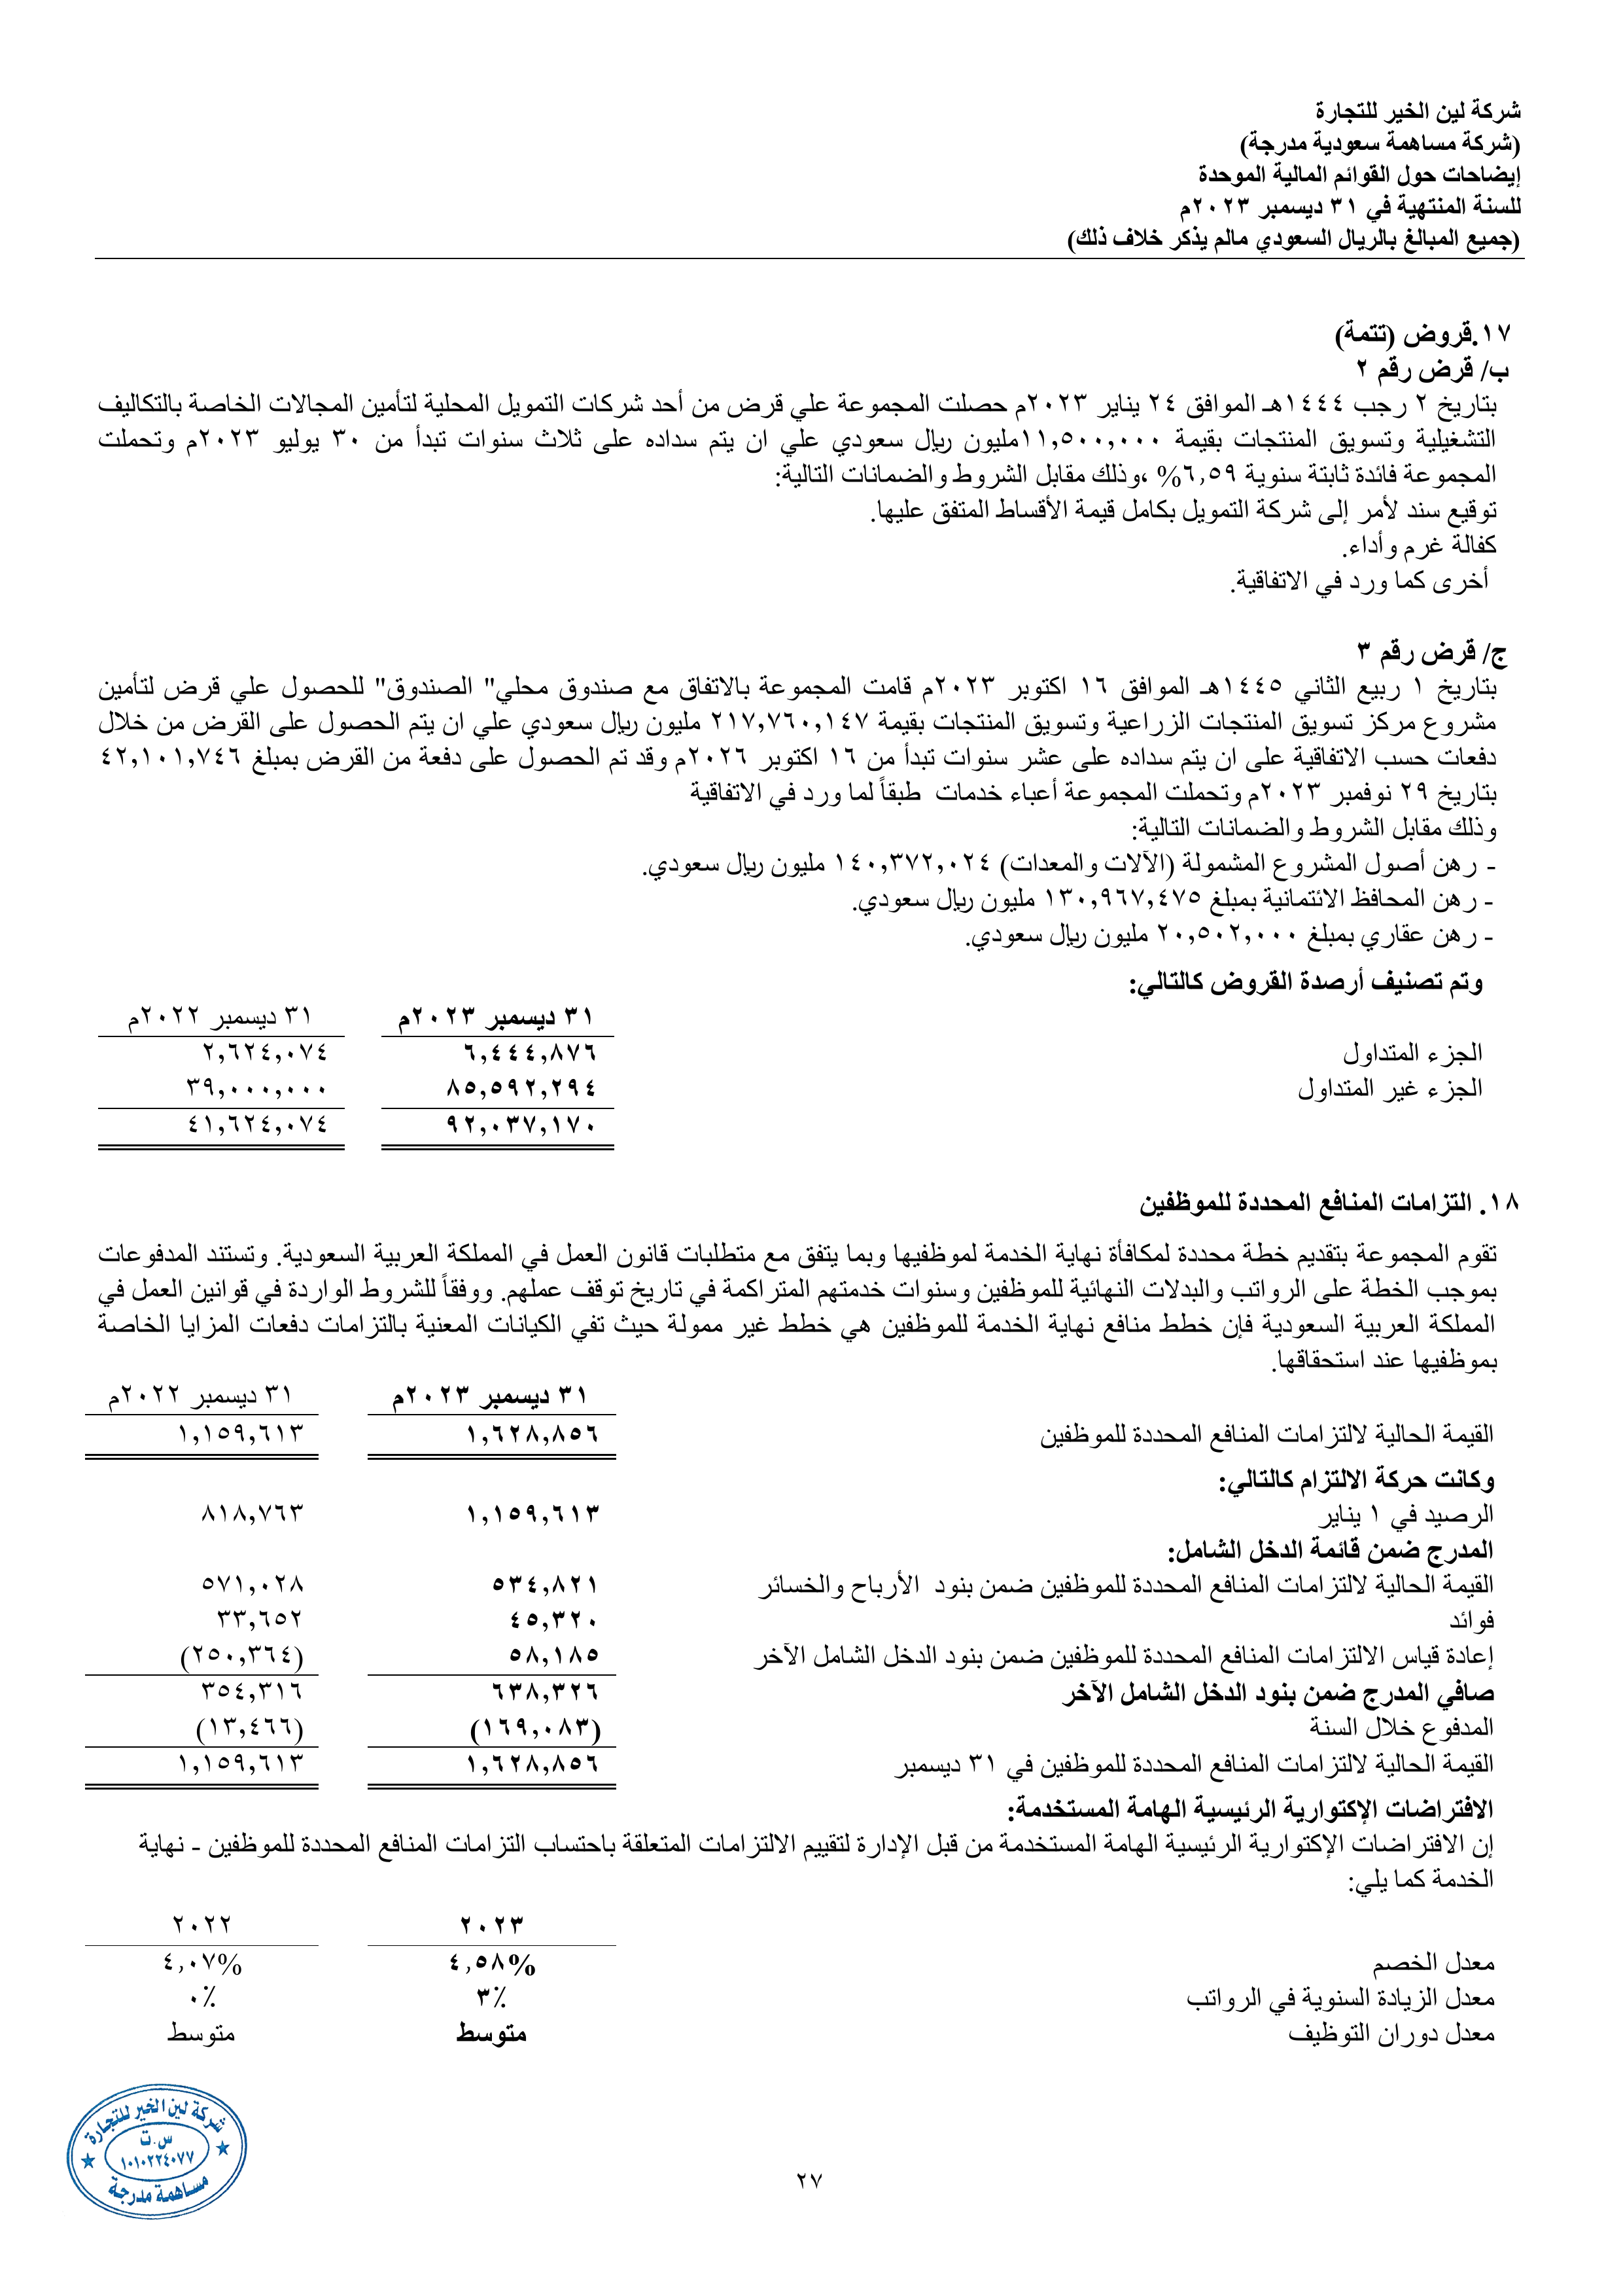 شركة لين الخير للتجارة
(شركة مساهمة سعودية مدرجة)
إيضاحات حول القوائم المالية الموحدة
للسنة المنتهية في ٣١ ديسمبر ٢٠٢٣م
(جميع المبالغ بالريال السعودي مالم يذكر خلاف ذلك)
١٧.قروض (تتمة)
ب/ قرض رقم ٢
بتاريخ ٢ رجب ١٤٤٤هـ الموافق ٢٤ يناير ٢٠٢٣م حصلت المجموعة علي قرض من أحد شركات التمويل المحلية لتأمين المجالات الخاصة بالتكاليف
التشغيلية وتسويق المنتجات بقيمة ١١,٥٠٠,٠٠٠مليون ريال سعودي علي ان يتم سداده على ثلاث سنوات تبدأ من ٣٠ يوليو ٢٠٢٣م وتحملت
المجموعة فائدة ثابتة سنوية ٦,٥٩% ،وذلك مقابل الشروط والضمانات التالية:
توقيع سند لأمر إلى شركة التمويل بكامل قيمة الأقساط المتفق عليها.
كفالة غرم وأداء.
أخرى كما ورد في الاتفاقية.
ج/ قرض رقم ٣
بتاريخ ١ ربيع الثاني ١٤٤٥هـ الموافق ١٦ اكتوبر ٢٠٢٣م قامت المجموعة بالاتفاق مع صندوق محلي" الصندوق" للحصول علي قرض لتأمين
مشروع مركز تسويق المنتجات الزراعية وتسويق المنتجات بقيمة ٢١٧,٧٦٠,١٤٧ مليون ريال سعودي علي ان يتم الحصول على القرض من خلال
دفعات حسب الاتفاقية على ان يتم سداده على عشر سنوات تبدأ من ١٦ اكتوبر ٢٠٢٦م وقد تم الحصول على دفعة من القرض بمبلغ ٤٢,١٠١,٧٤٦
بتاريخ ٢٩ نوفمبر ٢٠٢٣م وتحملت المجموعة أعباء خدمات طبقاً لما ورد في الاتفاقية
وذلك مقابل الشروط والضمانات التالية:
- رهن أصول المشروع المشمولة (الآلات والمعدات) ١٤٠,٣٧٢,٠٢٤ مليون ريال سعودي.
- رهن المحافظ الائتمانية بمبلغ ١٣٠,٩٦٧,٤٧٥ مليون ريال سعودي.
- رهن عقاري بمبلغ ٢٠,٥٠٢,٠٠٠ مليون ريال سعودي.
وتم تصنيف أرصدة القروض كالتالي:
٣١ ديسمبر ٢٠٢٣م ٣١ ديسمبر ٢٠٢٢م
الجزء المتداول ٦,٤٤٤,٨٧٦ ٢,٦٢٤,٠٧٤
الجزء غير المتداول ٨٥,٥٩٢,٢٩٤ ٣٩,٠٠٠,٠٠٠
٩٢,٠٣٧,١٧٠ ٤١,٦٢٤,٠٧٤
١٨. التزامات المنافع المحددة للموظفين
تقوم المجموعة بتقديم خطة محددة لمكافأة نهاية الخدمة لموظفيها وبما يتفق مع متطلبات قانون العمل في المملكة العربية السعودية. وتستند المدفوعات
بموجب الخطة على الرواتب والبدلات النهائية للموظفين وسنوات خدمتهم المتراكمة في تاريخ توقف عملهم. ووفقاً للشروط الواردة في قوانين العمل في
المملكة العربية السعودية فإن خطط منافع نهاية الخدمة للموظفين هي خطط غير ممولة حيث تفي الكيانات المعنية بالتزامات دفعات المزايا الخاصة
بموظفيها عند استحقاقها.
٣١ ديسمبر ٢٠٢٣م ٣١ ديسمبر ٢٠٢٢م
القيمة الحالية لالتزامات المنافع المحددة للموظفين ١,٦٢٨,٨٥٦ ١,١٥٩,٦١٣
وكانت حركة الالتزام كالتالي:
الرصيد في ١ يناير ١,١٥٩,٦١٣ ٨١٨,٧٦٣
المدرج ضمن قائمة الدخل الشامل:
القيمة الحالية لالتزامات المنافع المحددة للموظفين ضمن بنود الأرباح والخسائر ٥٣٤,٨٢١ ٥٧١,٠٢٨
فوائد ٤٥,٣٢٠ ٣٣,٦٥٢
إعادة قياس الالتزامات المنافع المحددة للموظفين ضمن بنود الدخل الشامل الآخر ٥٨,١٨٥ (٢٥٠,٣٦٤)
صافي المدرج ضمن بنود الدخل الشامل الآخر ٦٣٨,٣٢٦ ٣٥٤,٣١٦
المدفوع خلال السنة (١٦٩,٠٨٣) (١٣,٤٦٦)
القيمة الحالية لالتزامات المنافع المحددة للموظفين في ٣١ ديسمبر ١,٦٢٨,٨٥٦ ١,١٥٩,٦١٣
الافتراضات الإكتوارية الرئيسية الهامة المستخدمة:
إن الافتراضات الإكتوارية الرئيسية الهامة المستخدمة من قبل الإدارة لتقييم الالتزامات المتعلقة باحتساب التزامات المنافع المحددة للموظفين - نهاية
الخدمة كما يلي:
٢٠٢٣ ٢٠٢٢
معدل الخصم ٤,٥٨% ٤,٠٧%
معدل الزيادة السنوية في الرواتب ٣٪ ٠٪
معدل دوران التوظيف متوسط متوسط
شركة لين الخير للتجارة
س.ت
١٠١٠٢٢٤٠٧٧
مساهمة مدرجة
٢٧